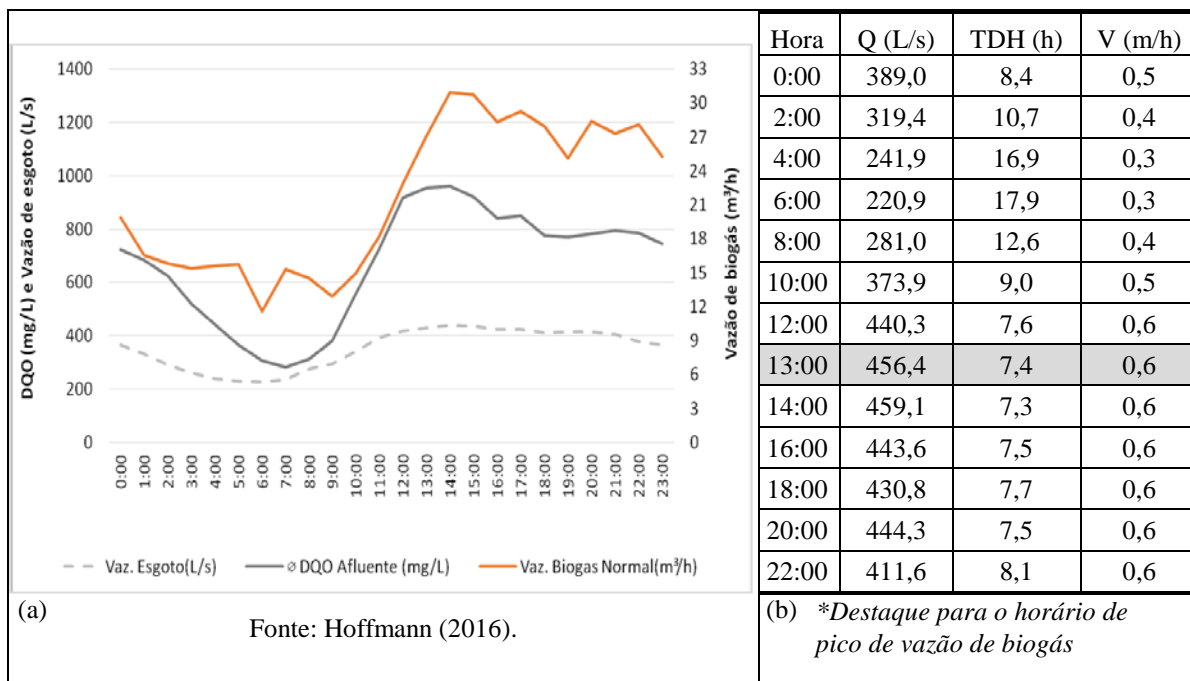 DQO (mg/L) e Vazão de esgoto (L/s)
1400
1200
1000
800
600
400
200
0
33
30
27
24
21
18
15
12
9
6
3
0
Vazão de biogás (m³/h)
0:00
1:00
2:00
3:00
4:00
5:00
6:00
7:00
8:00
9:00
10:00
11:00
12:00
13:00
14:00
15:00
16:00
17:00
18:00
19:00
20:00
21:00
22:00
23:00
Vaz. Esgoto(L/s) ø DQO Afluente (mg/L) Vaz. Biogas Normal(m³/h)
(a)
Fonte: Hoffmann (2016).
Hora Q (L/s) TDH (h) V (m/h)
0:00 389,0 8,4 0,5
2:00 319,4 10,7 0,4
4:00 241,9 16,9 0,3
6:00 220,9 17,9 0,3
8:00 281,0 12,6 0,4
10:00 373,9 9,0 0,5
12:00 440,3 7,6 0,6
13:00 456,4 7,4 0,6
14:00 459,1 7,3 0,6
16:00 443,6 7,5 0,6
18:00 430,8 7,7 0,6
20:00 444,3 7,5 0,6
22:00 411,6 8,1 0,6
(b) *Destaque para o horário de
pico de vazão de biogás